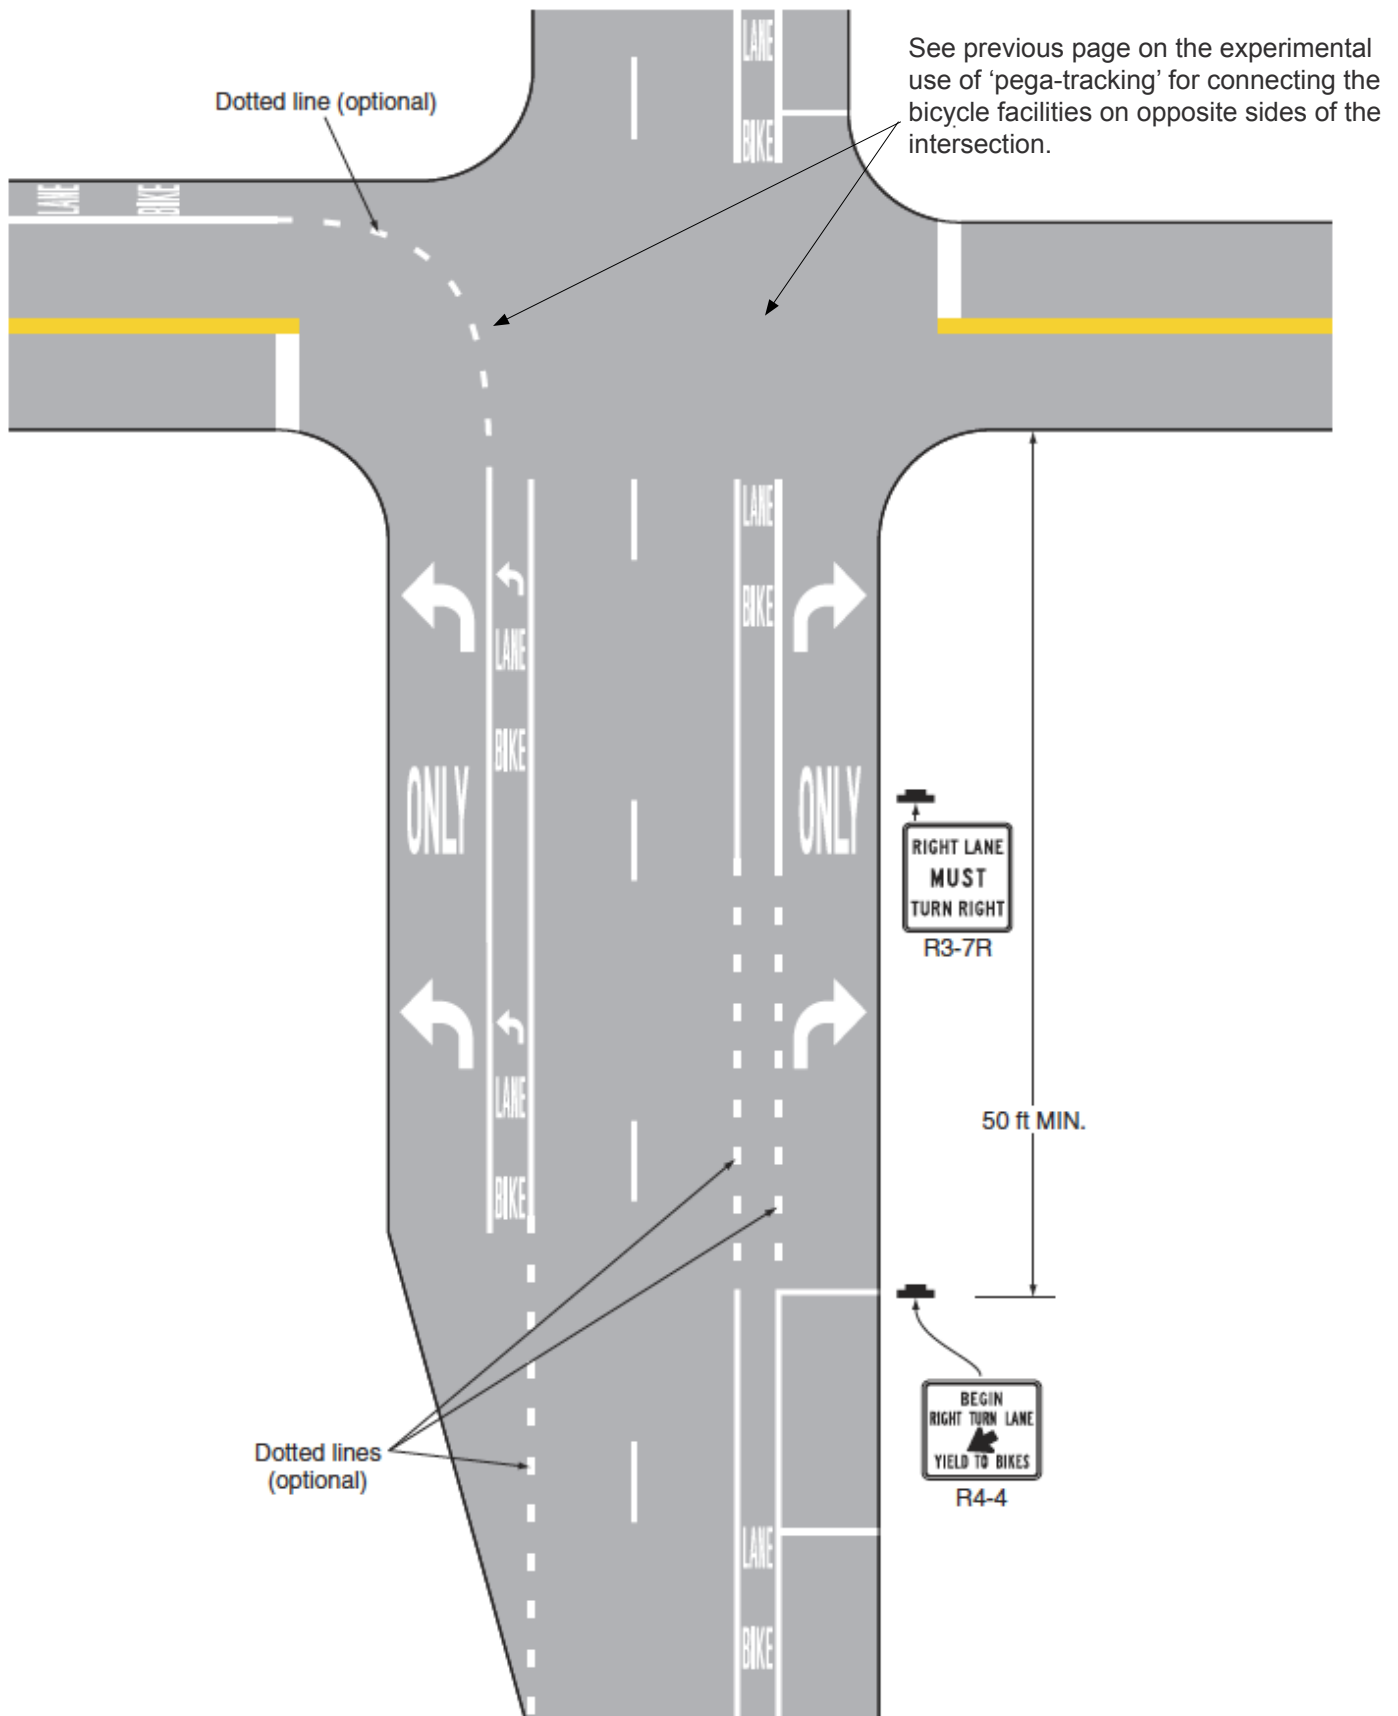 See previous page on the experimental
use of ‘pega-tracking’ for connecting the
bicycle facilities on opposite sides of the
intersection.
Dotted line (optional)
LANE
BIKE
LANE
BIKE
LANE
BIKE
LANE
BIKE
ONLY
ONLY
RIGHT LANE
MUST
TURN RIGHT
R3-7R
LANE
BIKE
50 ft MIN.
BEGIN
RIGHT TURN LANE
YIELD TO BIKES
R4-4
Dotted lines
(optional)
LANE
BIKE